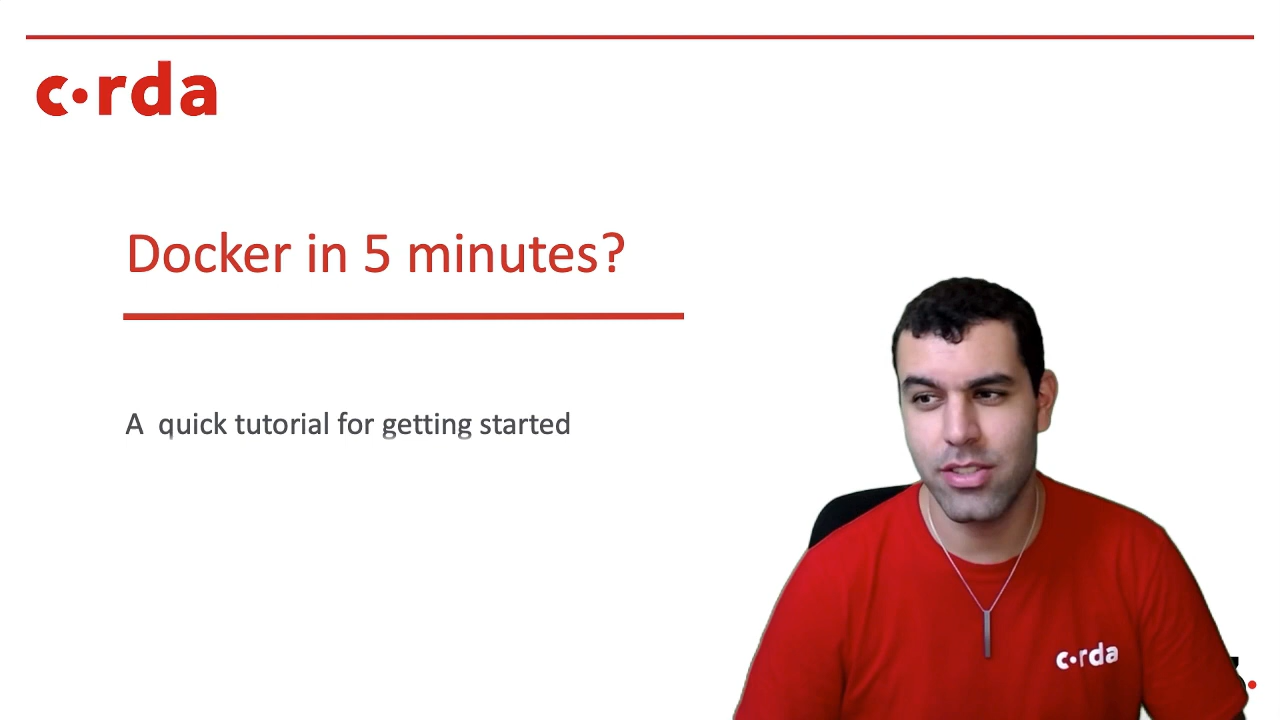 c•rda
Docker in 5 minutes?
A  quick tutorial for getting started
c•rda